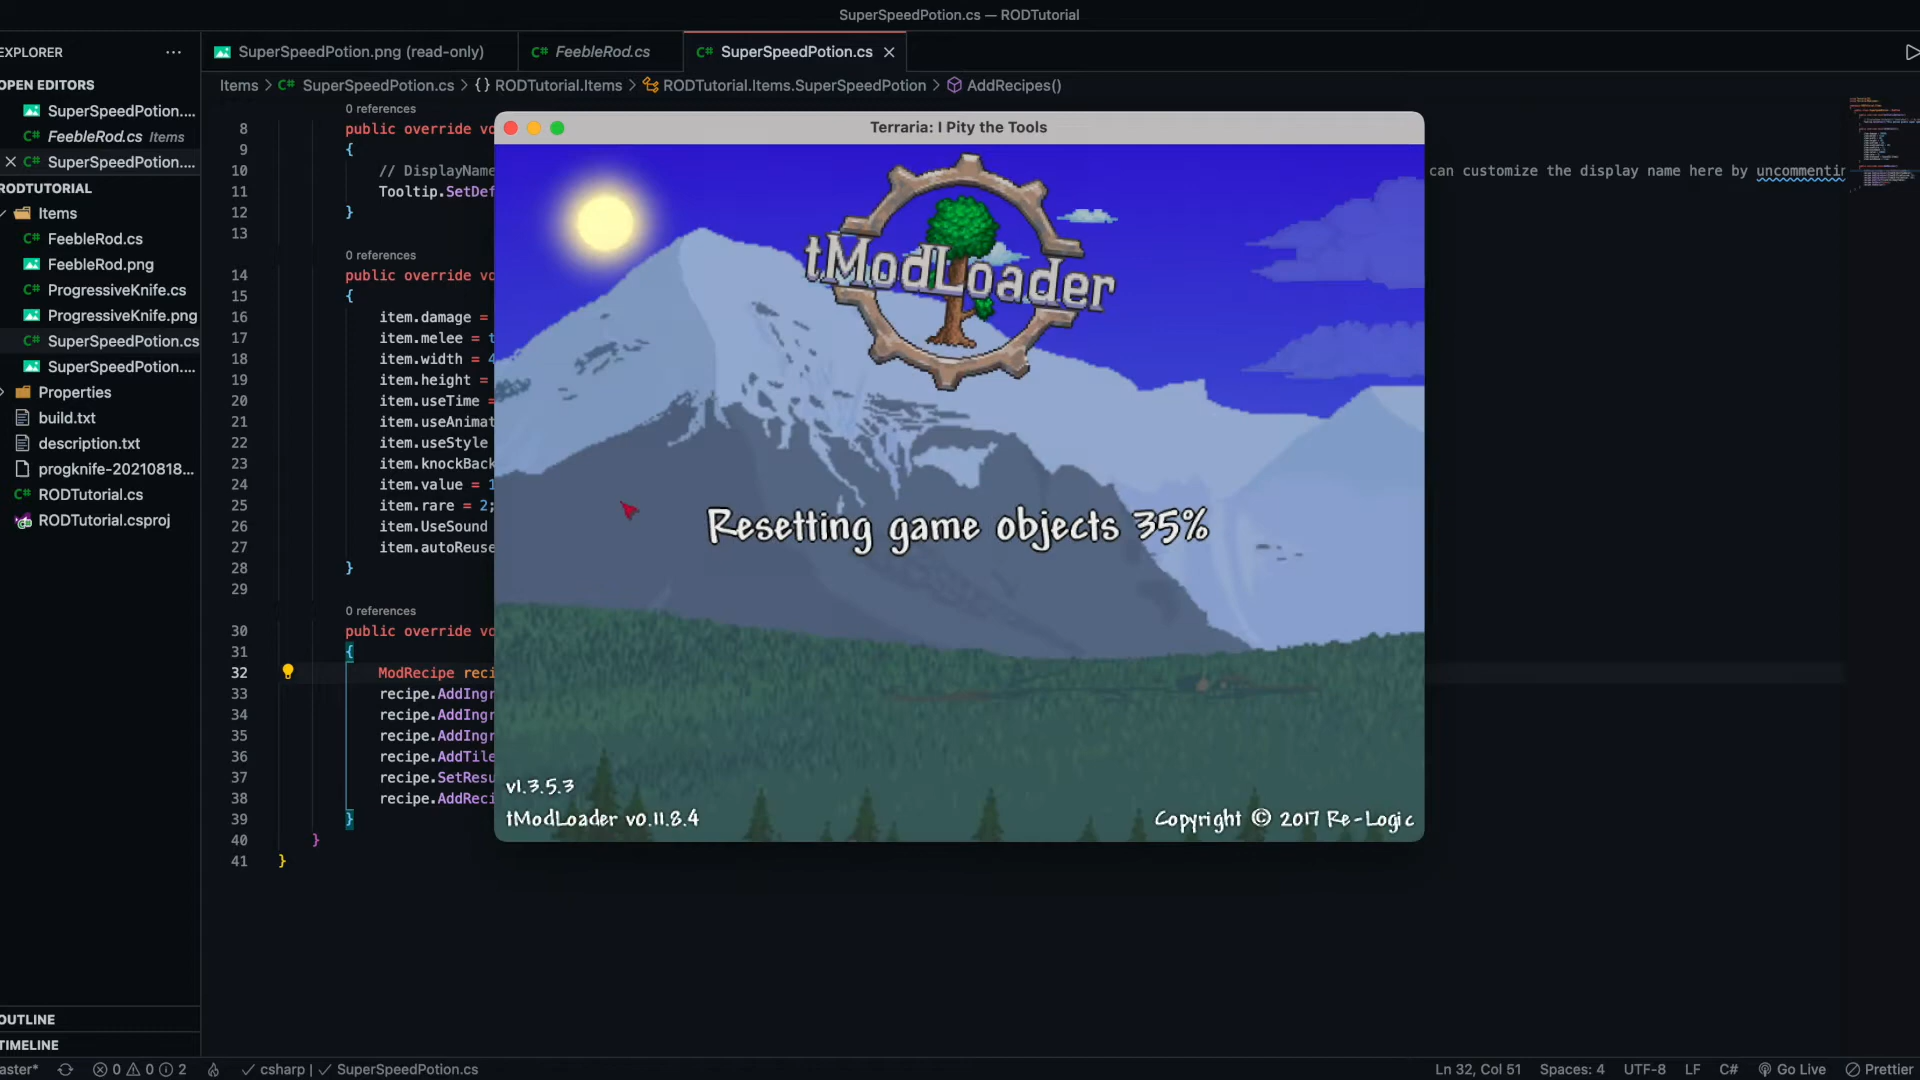 SuperSpeedPotion.cs — RODTutorial
EXPLORER
SuperSpeedPotion.png (read-only)
FeebleRod.cs
SuperSpeedPotion.cs
OPEN EDITORS
SuperSpeedPotion....
FeebleRod.cs Items
SuperSpeedPotion....
RODTUTORIAL
Items
FeebleRod.cs
FeebleRod.png
ProgressiveKnife.cs
ProgressiveKnife.png
SuperSpeedPotion.cs
SuperSpeedPotion....
Properties
build.txt
description.txt
progknife-20210818...
RODTutorial.cs
RODTutorial.csproj
OUTLINE
TIMELINE
Items > SuperSpeedPotion.cs > {} RODTutorial.Items > RODTutorial.Items.SuperSpeedPotion > AddRecipes()
0 references
8 public override vo
9 {
10 // DisplayName
can customize the display name here by uncommentin
11 Tooltip.SetDef
12 }
13
0 references
14 public override vo
15 {
16 item.damage =
17 item.melee = t
18 item.width = 4
19 item.height =
20 item.useTime =
21 item.useAnimat
22 item.useStyle
23 item.knockBack
24 item.value = 1
25 item.rare = 2;
26 item.UseSound
27 item.autoReuse
28 }
29
0 references
30 public override vo
31 {
32 ModRecipe reci
33 recipe.AddIngr
34 recipe.AddIngr
35 recipe.AddIngr
36 recipe.AddTile
37 recipe.SetResu
38 recipe.AddReci
39 }
40 }
41 }
Terraria: I Pity the Tools
tModLoader
Resetting game objects 35%
v1.3.5.3
tModLoader v0.11.8.4
Copyright © 2017 Re-Logic
aster* 0 0 2 csharp | SuperSpeedPotion.cs
Ln 32, Col 51 Spaces: 4 UTF-8 LF C# Go Live Prettier